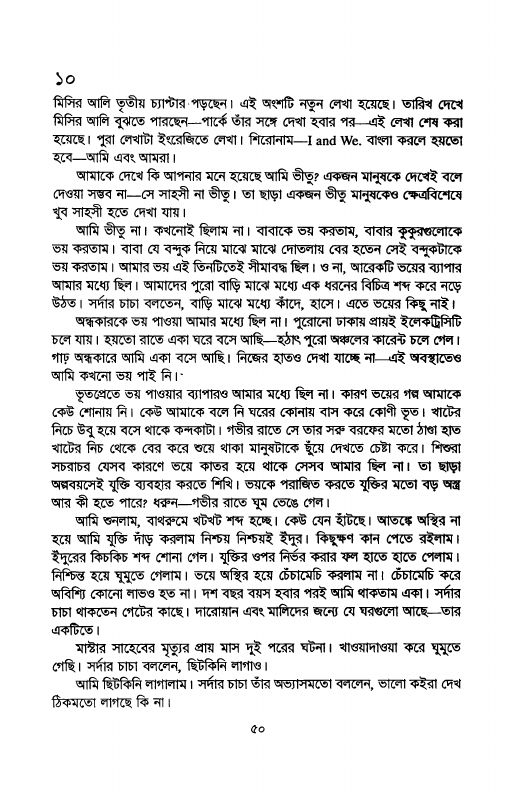 ১০
মিসির আলি তৃতীয় চ্যাপ্টার পড়ছেন। এই অংশটি নতুন লেখা হয়েছে। তারিখ দেখে
মিসির আলি বুঝতে পারছেন—পার্কে তাঁর সঙ্গে দেখা হবার পর—এই লেখা শেষ করা
হয়েছে। পুরা লেখাটা ইংরেজিতে লেখা। শিরোনাম—I and We. বাংলা করলে হয়তো
হবে—আমি এবং আমরা।
আমাকে দেখে কি আপনার মনে হয়েছে আমি ভীতু? একজন মানুষকে দেখেই বলে
দেওয়া সম্ভব না—সে সাহসী না ভীতু। তা ছাড়া একজন ভীতু মানুষকেও ক্ষেত্রবিশেষে
খুব সাহসী হতে দেখা যায়।
আমি ভীতু না। কখনোই ছিলাম না। বাবাকে ভয় করতাম, বাবার কুকুরগুলোকে
ভয় করতাম। বাবা যে বন্দুক নিয়ে মাঝে মাঝে দোতলায় বের হতেন সেই বন্দুকটাকে
ভয় করতাম। আমার ভয় এই তিনটিতেই সীমাবদ্ধ ছিল। ও না, আরেকটি ভয়ের ব্যাপার
আমার মধ্যে ছিল। আমাদের পুরো বাড়ি মাঝে মধ্যে এক ধরনের বিচিত্র শব্দ করে নড়ে
উঠত। সর্দার চাচা বলতেন, বাড়ি মাঝে মধ্যে কাঁদে, হাসে। এতে ভয়ের কিছু নাই।
অন্ধকারকে ভয় পাওয়া আমার মধ্যে ছিল না। পুরোনো ঢাকায় প্রায়ই ইলেকট্রিসিটি
চলে যায়। হয়তো রাতে একা ঘরে বসে আছি—হঠাৎ পুরো অঞ্চলের কারেন্ট চলে গেল।
গাঢ় অন্ধকারে আমি একা বসে আছি। নিজের হাতও দেখা যাচ্ছে না—এই অবস্থাতেও
আমি কখনো ভয় পাই নি।
ভূতপ্রেতে ভয় পাওয়ার ব্যাপারও আমার মধ্যে ছিল না। কারণ ভয়ের গল্প আমাকে
কেউ শোনায় নি। কেউ আমাকে বলে নি ঘরের কোনায় বাস করে কোণী ভূত। খাটের
নিচে উবু হয়ে বসে থাকে কন্দকাটা। গভীর রাতে সে তার সরু বরফের মতো ঠাণ্ডা হাত
খাটের নিচ থেকে বের করে শুয়ে থাকা মানুষটাকে ছুঁয়ে দেখতে চেষ্টা করে। শিশুরা
সচরাচর যেসব কারণে ভয়ে কাতর হয়ে থাকে সেসব আমার ছিল না। তা ছাড়া
অল্পবয়সেই যুক্তি ব্যবহার করতে শিখি। ভয়কে পরাজিত করতে যুক্তির মতো বড় অস্ত্র
আর কী হতে পারে? ধরুন—গভীর রাতে ঘুম ভেঙে গেল।
আমি শুনলাম, বাথরুমে খটখট শব্দ হচ্ছে। কেউ যেন হাঁটছে। আতঙ্কে অস্থির না
হয়ে আমি যুক্তি দাঁড় করলাম নিশ্চয় নিশ্চয়ই ইঁদুর। কিছুক্ষণ কান পেতে রইলাম।
ইঁদুরের কিচকিচ শব্দ শোনা গেল। যুক্তির ওপর নির্ভর করার ফল হাতে হাতে পেলাম।
নিশ্চিন্ত হয়ে ঘুমুতে গেলাম। ভয়ে অস্থির হয়ে চেঁচামেচি করলাম না। চেঁচামেচি করে
অবিশ্যি কোনো লাভও হত না। দশ বছর বয়স হবার পরই আমি থাকতাম একা। সর্দার
চাচা থাকতেন গেটের কাছে। দারোয়ান এবং মালিদের জন্যে যে ঘরগুলো আছে—তার
একটিতে।
মাস্টার সাহেবের মৃত্যুর প্রায় মাস দুই পরের ঘটনা। খাওয়াদাওয়া করে ঘুমুতে
গেছি। সর্দার চাচা বললেন, ছিটকিনি লাগাও।
আমি ছিটকিনি লাগালাম। সর্দার চাচা তাঁর অভ্যাসমতো বললেন, ভালো কইরা দেখ
ঠিকমতো লাগছে কি না।
৫০